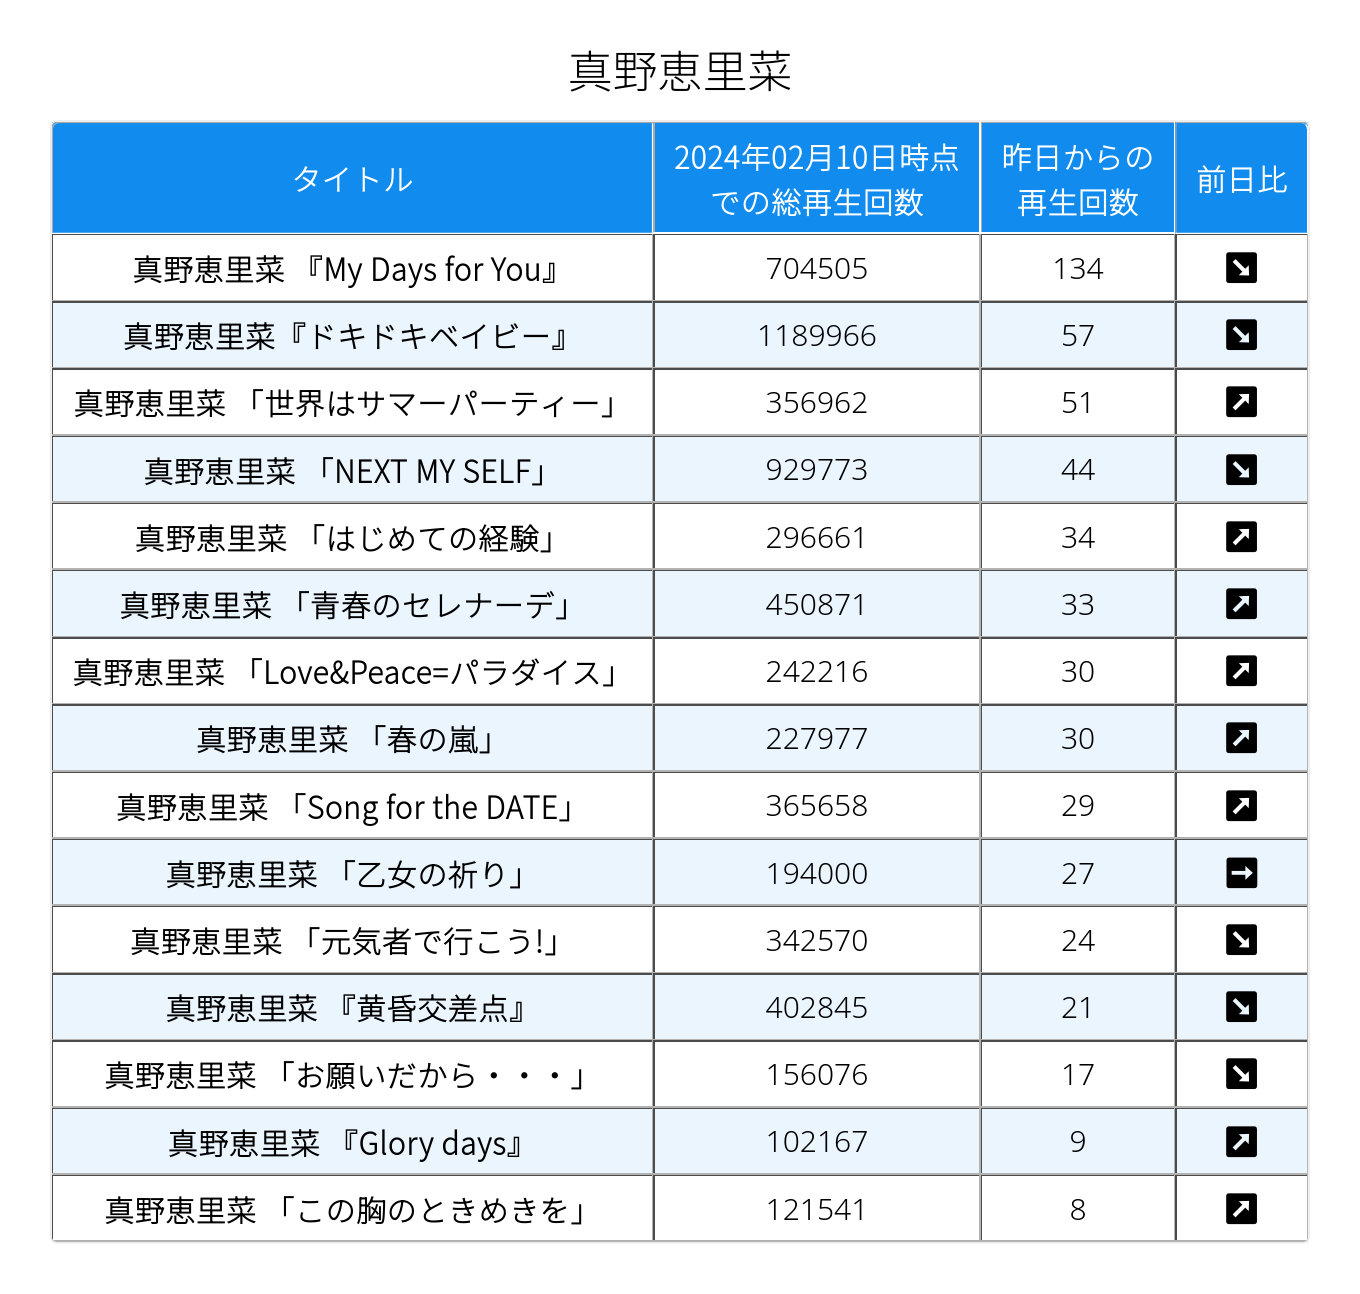 真野恵里菜
タイトル 2024年02月10日時点 昨日からの 前日比
での総再生回数 再生回数
真野恵里菜 『My Days for You』 704505 134 ↘
真野恵里菜『ドキドキベイビー』 1189966 57 ↘
真野恵里菜 「世界はサマーパーティー」 356962 51 ↗
真野恵里菜 「NEXT MY SELF」 929773 44 ↘
真野恵里菜 「はじめての経験」 296661 34 ↗
真野恵里菜 「青春のセレナーデ」 450871 33 ↗
真野恵里菜 「Love&Peace=パラダイス」 242216 30 ↗
真野恵里菜 「春の嵐」 227977 30 ↗
真野恵里菜 「Song for the DATE」 365658 29 ↗
真野恵里菜 「乙女の祈り」 194000 27 →
真野恵里菜 「元気者で行こう!」 342570 24 ↘
真野恵里菜 『黄昏交差点』 402845 21 ↘
真野恵里菜 「お願いだから・・・」 156076 17 ↘
真野恵里菜 『Glory days』 102167 9 ↗
真野恵里菜 「この胸のときめきを」 121541 8 ↗